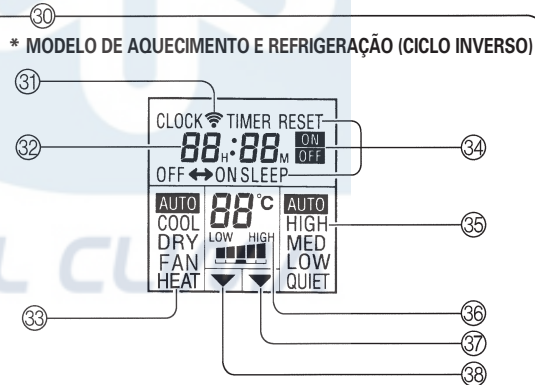 30
* MODELO DE AQUECIMENTO E REFRIGERAÇÃO (CICLO INVERSO)
31
CLOCK TIMER RESET
32 88H:88M ON OFF 34
OFF ↔ ON SLEEP
AUTO 88°C AUTO
COOL HIGH 35
DRY LOW HIGH MED
FAN LOW
HEAT QUIET
33
36
37
38